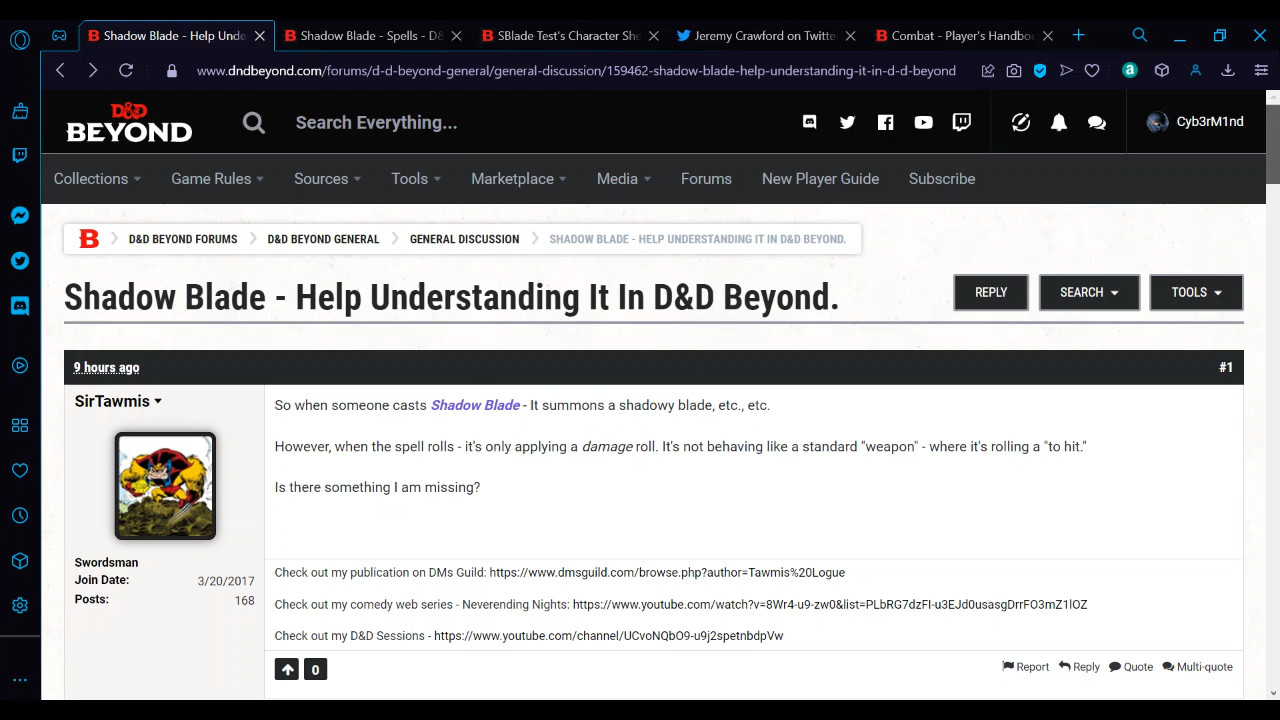 Shadow Blade - Help Unde
Shadow Blade - Spells - D&
SBlade Test's Character She
Jeremy Crawford on Twitte
Combat - Player's Handboo
www.dndbeyond.com/forums/d-d-beyond-general/general-discussion/159462-shadow-blade-help-understanding-it-in-d-d-beyond
D&D
BEYOND
Search Everything...
Cyb3rM1nd
Collections
Game Rules
Sources
Tools
Marketplace
Media
Forums
New Player Guide
Subscribe
D&D BEYOND FORUMS
D&D BEYOND GENERAL
GENERAL DISCUSSION
SHADOW BLADE - HELP UNDERSTANDING IT IN D&D BEYOND.
Shadow Blade - Help Understanding It In D&D Beyond.
REPLY
SEARCH
TOOLS
9 hours ago
#1
SirTawmis
Swordsman
Join Date: 3/20/2017
Posts: 168
So when someone casts Shadow Blade - It summons a shadowy blade, etc., etc.
However, when the spell rolls - it's only applying a damage roll. It's not behaving like a standard "weapon" - where it's rolling a "to hit."
Is there something I am missing?
Check out my publication on DMs Guild: https://www.dmsguild.com/browse.php?author=Tawmis%20Logue
Check out my comedy web series - Neverending Nights: https://www.youtube.com/watch?v=8Wr4-u9-zw0&list=PLbRG7dzFI-u3EJd0usasgDrrFO3mZ1lOZ
Check out my D&D Sessions - https://www.youtube.com/channel/UCvoNQbO9-u9j2spetnbdpVw
0
Report
Reply
Quote
Multi-quote